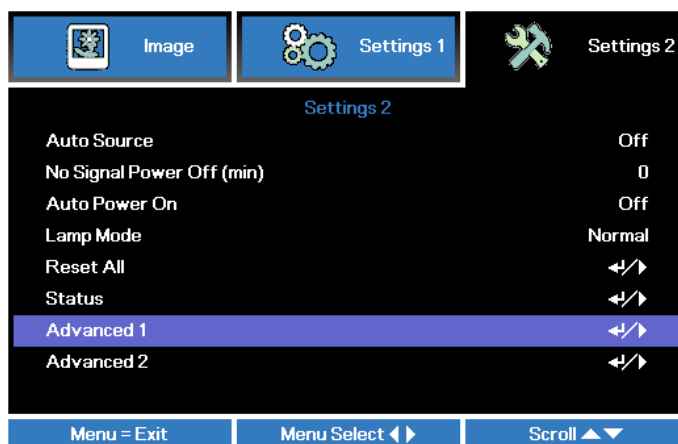 Image
Settings 1
Settings 2
Settings 2
Auto Source Off
No Signal Power Off (min) 0
Auto Power On Off
Lamp Mode Normal
Reset All ↵/▶
Status ↵/▶
Advanced 1 ↵/▶
Advanced 2 ↵/▶
Menu = Exit
Menu Select ◀▶
Scroll ▲▼